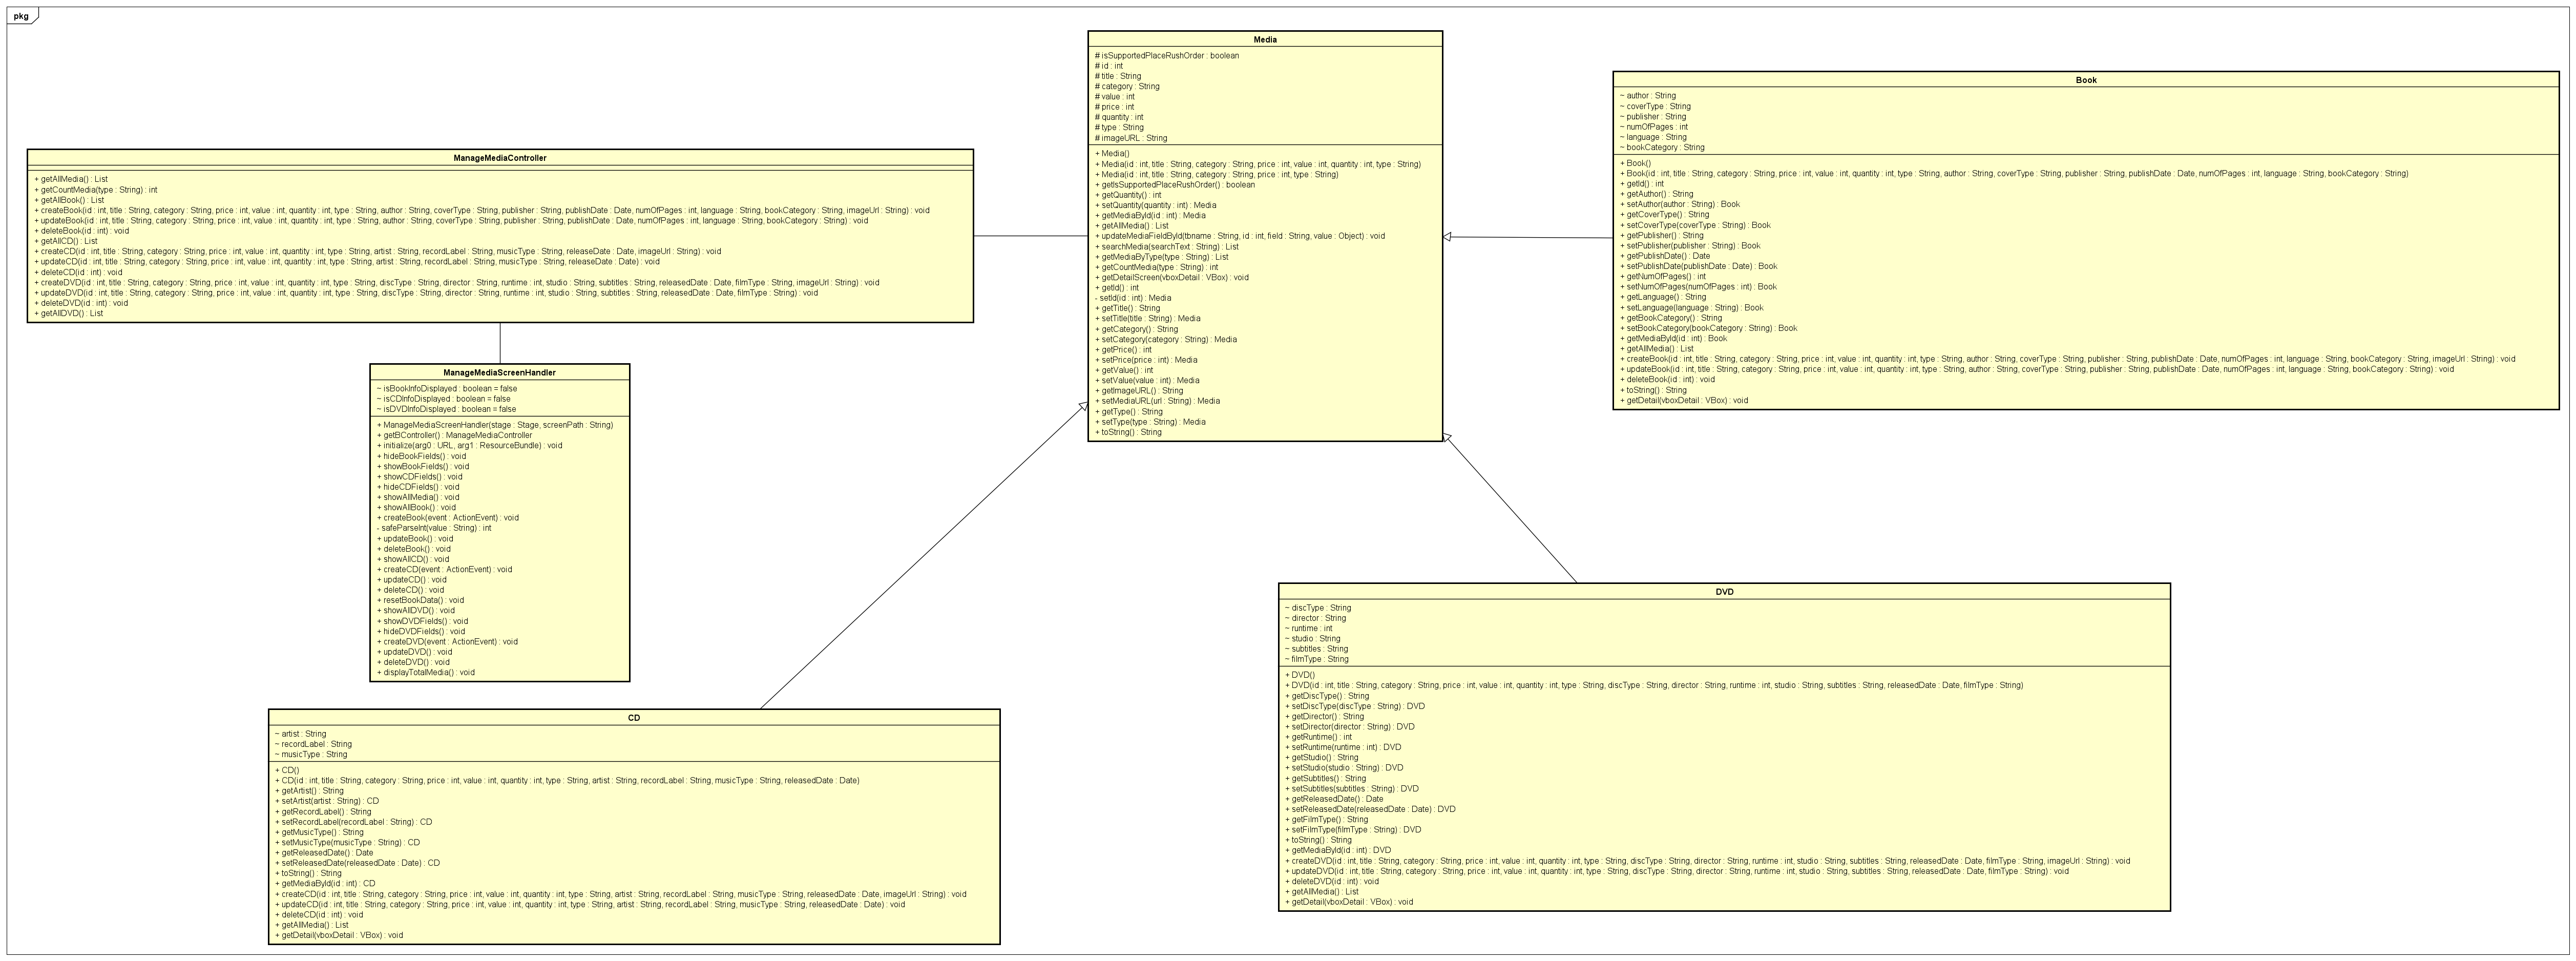 pkg
Media
# isSupportedPlaceRushOrder : boolean
# id : int
# title : String
# category : String
# value : int
# price : int
# quantity : int
# type : String
# imageURL : String
+ Media()
+ Media(id : int, title : String, category : String, price : int, value : int, quantity : int, type : String)
+ Media(id : int, title : String, category : String, price : int, type : String)
+ getIsSupportedPlaceRushOrder() : boolean
+ getQuantity() : int
+ setQuantity(quantity : int) : Media
+ getMediaById(id : int) : Media
+ getAllMedia() : List
+ updateMediaFieldById(tbname : String, id : int, field : String, value : Object) : void
+ searchMedia(searchText : String) : List
+ getMediaByType(type : String) : List
+ getCountMedia(type : String) : int
+ getDetailScreen(vboxDetail : VBox) : void
+ getId() : int
- setId(id : int) : Media
+ getTitle() : String
+ setTitle(title : String) : Media
+ getCategory() : String
+ setCategory(category : String) : Media
+ getPrice() : int
+ setPrice(price : int) : Media
+ getValue() : int
+ setValue(value : int) : Media
+ getImageURL() : String
+ setMediaURL(url : String) : Media
+ getType() : String
+ setType(type : String) : Media
+ toString() : String
Book
~ author : String
~ coverType : String
~ publisher : String
~ numOfPages : int
~ language : String
~ bookCategory : String
+ Book()
+ Book(id : int, title : String, category : String, price : int, value : int, quantity : int, type : String, author : String, coverType : String, publisher : String, publishDate : Date, numOfPages : int, language : String, bookCategory : String)
+ getId() : int
+ getAuthor() : String
+ setAuthor(author : String) : Book
+ getCoverType() : String
+ setCoverType(coverType : String) : Book
+ getPublisher() : String
+ setPublisher(publisher : String) : Book
+ getPublishDate() : Date
+ setPublishDate(publishDate : Date) : Book
+ getNumOfPages() : int
+ setNumOfPages(numOfPages : int) : Book
+ getLanguage() : String
+ setLanguage(language : String) : Book
+ getBookCategory() : String
+ setBookCategory(bookCategory : String) : Book
+ getMediaById(id : int) : Book
+ getAllMedia() : List
+ createBook(id : int, title : String, category : String, price : int, value : int, quantity : int, type : String, author : String, coverType : String, publisher : String, publishDate : Date, numOfPages : int, language : String, bookCategory : String, imageUrl : String) : void
+ updateBook(id : int, title : String, category : String, price : int, value : int, quantity : int, type : String, author : String, coverType : String, publisher : String, publishDate : Date, numOfPages : int, language : String, bookCategory : String) : void
+ deleteBook(id : int) : void
+ toString() : String
+ getDetail(vboxDetail : VBox) : void
ManageMediaController
+ getAllMedia() : List
+ getCountMedia(type : String) : int
+ getAllBook() : List
+ createBook(id : int, title : String, category : String, price : int, value : int, quantity : int, type : String, author : String, coverType : String, publisher : String, publishDate : Date, numOfPages : int, language : String, bookCategory : String, imageUrl : String) : void
+ updateBook(id : int, title : String, category : String, price : int, value : int, quantity : int, type : String, author : String, coverType : String, publisher : String, publishDate : Date, numOfPages : int, language : String, bookCategory : String) : void
+ deleteBook(id : int) : void
+ getAllCD() : List
+ createCD(id : int, title : String, category : String, price : int, value : int, quantity : int, type : String, artist : String, recordLabel : String, musicType : String, releaseDate : Date, imageUrl : String) : void
+ updateCD(id : int, title : String, category : String, price : int, value : int, quantity : int, type : String, artist : String, recordLabel : String, musicType : String, releaseDate : Date) : void
+ deleteCD(id : int) : void
+ createDVD(id : int, title : String, category : String, price : int, value : int, quantity : int, type : String, discType : String, director : String, runtime : int, studio : String, subtitles : String, releasedDate : Date, filmType : String, imageUrl : String) : void
+ updateDVD(id : int, title : String, category : String, price : int, value : int, quantity : int, type : String, discType : String, director : String, runtime : int, studio : String, subtitles : String, releasedDate : Date, filmType : String) : void
+ deleteDVD(id : int) : void
+ getAllDVD() : List
ManageMediaScreenHandler
~ isBookInfoDisplayed : boolean = false
~ isCDInfoDisplayed : boolean = false
~ isDVDInfoDisplayed : boolean = false
+ ManageMediaScreenHandler(stage : Stage, screenPath : String)
+ getBController() : ManageMediaController
+ initialize(arg0 : URL, arg1 : ResourceBundle) : void
+ hideBookFields() : void
+ showBookFields() : void
+ showCDFields() : void
+ hideCDFields() : void
+ showAllMedia() : void
+ showAllBook() : void
+ createBook(event : ActionEvent) : void
- safeParseInt(value : String) : int
+ updateBook() : void
+ deleteBook() : void
+ showAllCD() : void
+ createCD(event : ActionEvent) : void
+ updateCD() : void
+ deleteCD() : void
+ resetBookData() : void
+ showAllDVD() : void
+ showDVDFields() : void
+ hideDVDFields() : void
+ createDVD(event : ActionEvent) : void
+ updateDVD() : void
+ deleteDVD() : void
+ displayTotalMedia() : void
DVD
~ discType : String
~ director : String
~ runtime : int
~ studio : String
~ subtitles : String
~ filmType : String
+ DVD()
+ DVD(id : int, title : String, category : String, price : int, value : int, quantity : int, type : String, discType : String, director : String, runtime : int, studio : String, subtitles : String, releasedDate : Date, filmType : String)
+ getDiscType() : String
+ setDiscType(discType : String) : DVD
+ getDirector() : String
+ setDirector(director : String) : DVD
+ getRuntime() : int
+ setRuntime(runtime : int) : DVD
+ getStudio() : String
+ setStudio(studio : String) : DVD
+ getSubtitles() : String
+ setSubtitles(subtitles : String) : DVD
+ getReleasedDate() : Date
+ setReleasedDate(releasedDate : Date) : DVD
+ getFilmType() : String
+ setFilmType(filmType : String) : DVD
+ toString() : String
+ getMediaById(id : int) : DVD
+ createDVD(id : int, title : String, category : String, price : int, value : int, quantity : int, type : String, discType : String, director : String, runtime : int, studio : String, subtitles : String, releasedDate : Date, filmType : String, imageUrl : String) : void
+ updateDVD(id : int, title : String, category : String, price : int, value : int, quantity : int, type : String, discType : String, director : String, runtime : int, studio : String, subtitles : String, releasedDate : Date, filmType : String) : void
+ deleteDVD(id : int) : void
+ getAllMedia() : List
+ getDetail(vboxDetail : VBox) : void
CD
~ artist : String
~ recordLabel : String
~ musicType : String
+ CD()
+ CD(id : int, title : String, category : String, price : int, value : int, quantity : int, type : String, artist : String, recordLabel : String, musicType : String, releasedDate : Date)
+ getArtist() : String
+ setArtist(artist : String) : CD
+ getRecordLabel() : String
+ setRecordLabel(recordLabel : String) : CD
+ getMusicType() : String
+ setMusicType(musicType : String) : CD
+ getReleasedDate() : Date
+ setReleasedDate(releasedDate : Date) : CD
+ toString() : String
+ getMediaById(id : int) : CD
+ createCD(id : int, title : String, category : String, price : int, value : int, quantity : int, type : String, artist : String, recordLabel : String, musicType : String, releasedDate : Date, imageUrl : String) : void
+ updateCD(id : int, title : String, category : String, price : int, value : int, quantity : int, type : String, artist : String, recordLabel : String, musicType : String, releasedDate : Date) : void
+ deleteCD(id : int) : void
+ getAllMedia() : List
+ getDetail(vboxDetail : VBox) : void